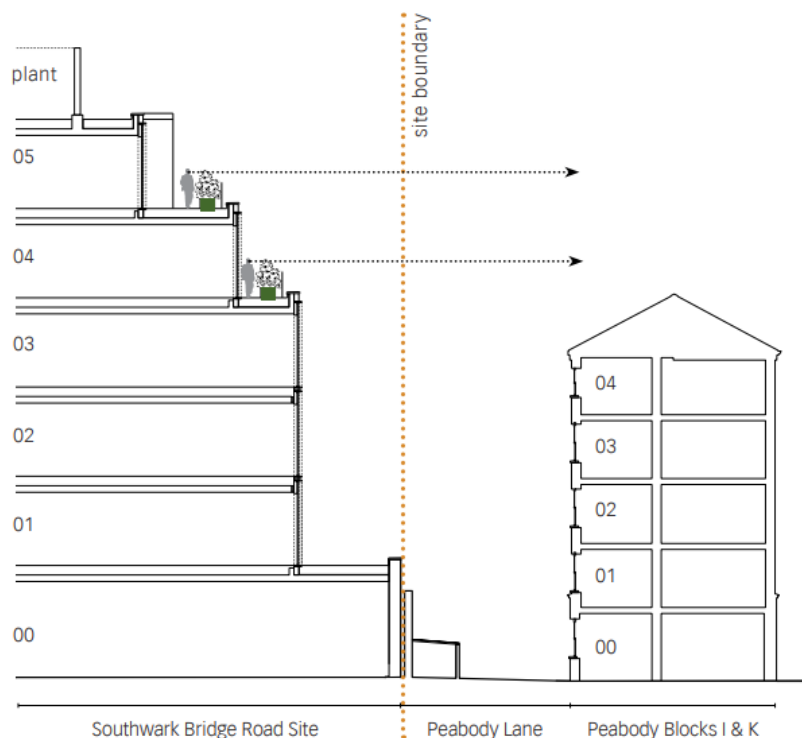 plant
site boundary
05
04
03
02
01
00
04
03
02
01
00
Southwark Bridge Road Site
Peabody Lane
Peabody Blocks I & K